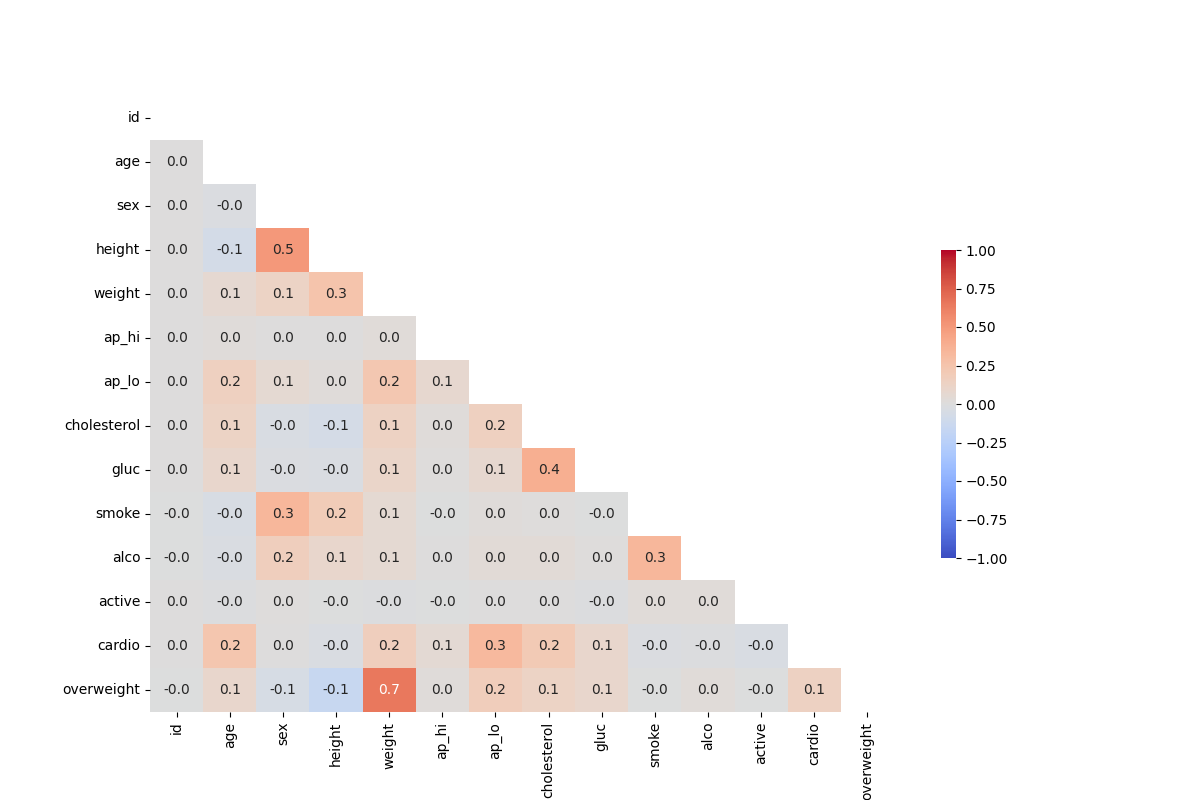 id
age 0.0
sex 0.0 -0.0
height 0.0 -0.1 0.5 1.00
weight 0.0 0.1 0.1 0.3 0.75
ap_hi 0.0 0.0 0.0 0.0 0.0 0.50
ap_lo 0.0 0.2 0.1 0.0 0.2 0.1 0.25
0.00
cholesterol 0.0 0.1 -0.0 -0.1 0.1 0.0 0.2
−0.25
gluc 0.0 0.1 -0.0 -0.0 0.1 0.0 0.1 0.4
−0.50
smoke -0.0 -0.0 0.3 0.2 0.1 -0.0 0.0 0.0 -0.0
−0.75
alco -0.0 -0.0 0.2 0.1 0.1 0.0 0.0 0.0 0.0 0.3 −1.00
active 0.0 -0.0 0.0 -0.0 -0.0 -0.0 0.0 0.0 -0.0 0.0 0.0
cardio 0.0 0.2 0.0 -0.0 0.2 0.1 0.3 0.2 0.1 -0.0 -0.0 -0.0
overweight -0.0 0.1 -0.1 -0.1 0.7 0.0 0.2 0.1 0.1 -0.0 0.0 -0.0 0.1
id age sex height weight ap_hi ap_lo cholesterol gluc smoke alco active cardio overweight